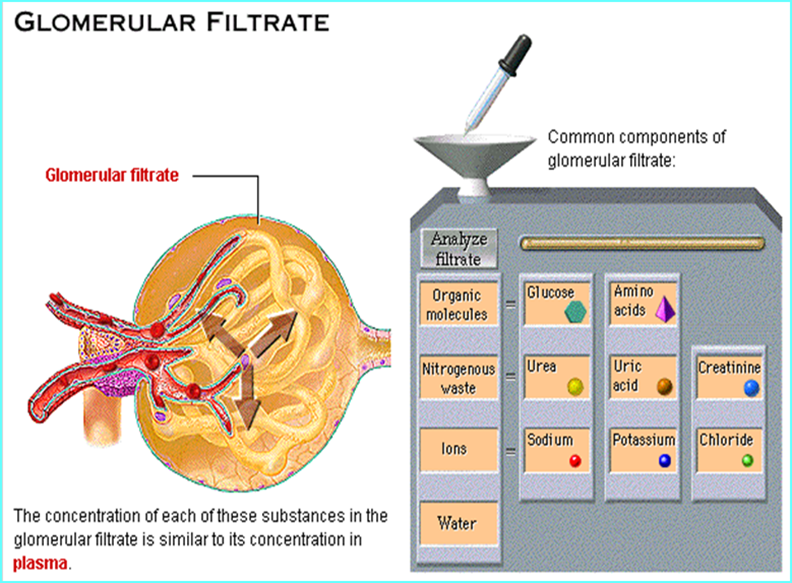 GLOMERULAR FILTRATE
Common components of
glomerular filtrate:
Glomerular filtrate
Analyze
filtrate
Organic
molecules
=
Glucose
Amino
acids
Nitrogenous
waste
=
Urea
Uric
acid
Creatinine
Ions
=
Sodium
Potassium
Chloride
Water
The concentration of each of these substances in the
glomerular filtrate is similar to its concentration in
plasma.